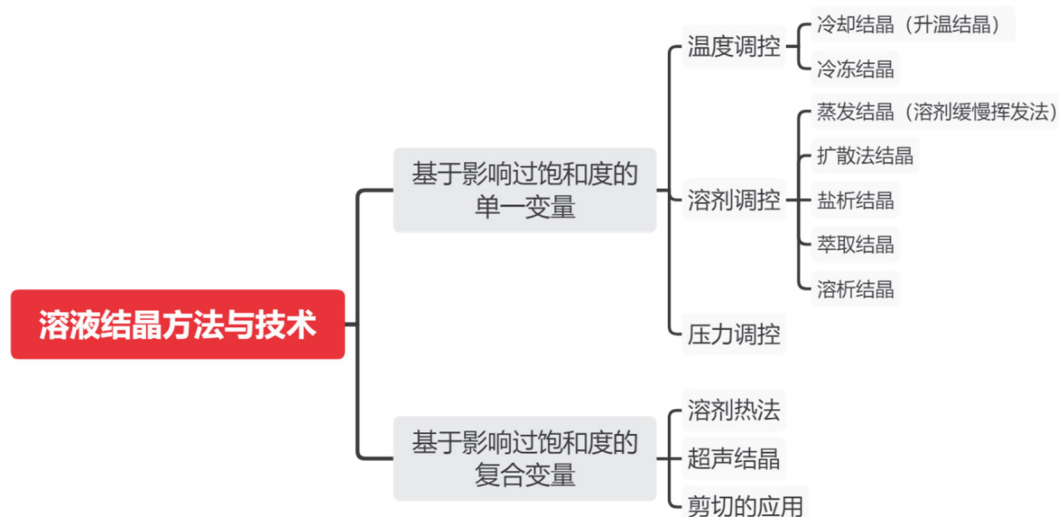 溶液结晶方法与技术
基于影响过饱和度的
单一变量
温度调控
冷却结晶（升温结晶）
冷冻结晶
溶剂调控
蒸发结晶（溶剂缓慢挥发法）
扩散法结晶
盐析结晶
萃取结晶
溶析结晶
压力调控
基于影响过饱和度的
复合变量
溶剂热法
超声结晶
剪切的应用